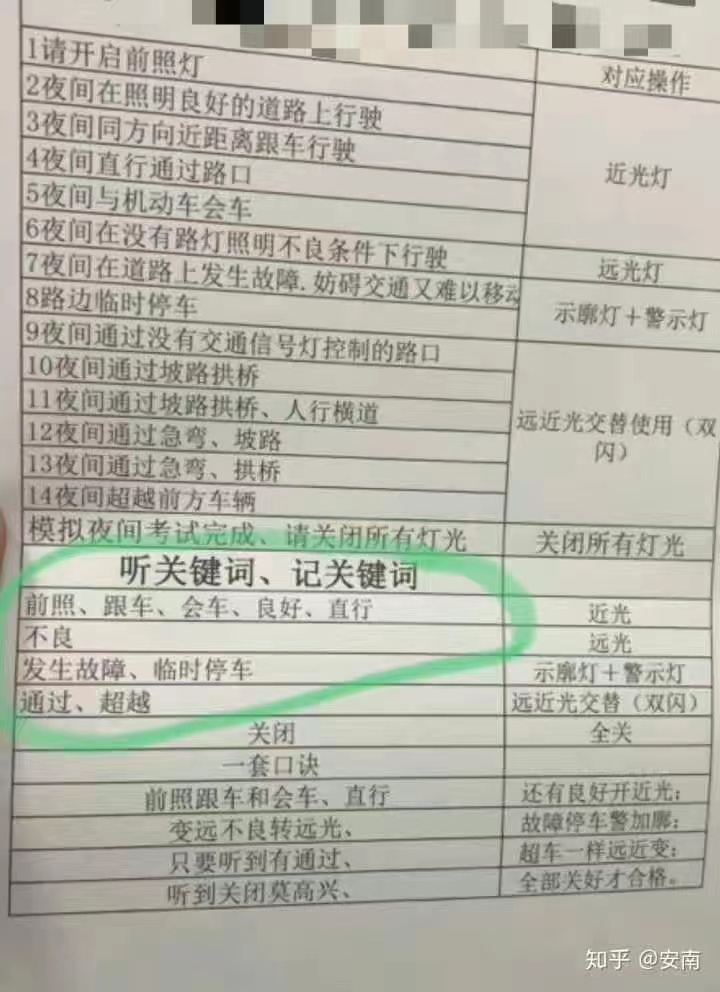 对应操作
1请开启前照灯
2夜间在照明良好的道路上行驶
3夜间同方向近距离跟车行驶
4夜间直行通过路口
5夜间与机动车会车
近光灯
6夜间在没有路灯照明不良条件下行驶
远光灯
7夜间在道路上发生故障.妨碍交通又难以移动
8路边临时停车
示廓灯＋警示灯
9夜间通过没有交通信号灯控制的路口
10夜间通过坡路拱桥
11夜间通过坡路拱桥、人行横道
12夜间通过急弯、坡路
13夜间通过急弯、拱桥
14夜间超越前方车辆
远近光交替使用（双
闪）
模拟夜间考试完成、请关闭所有灯光 关闭所有灯光
听关键词、记关键词
前照、跟车、会车、良好、直行 近光
不良 远光
发生故障、临时停车 示廓灯＋警示灯
通过、超越 远近光交替（双闪）
关闭 全关
一套口诀
前照跟车和会车、直行 还有良好开近光；
变远不良转远光、 故障停车警加廓；
只要听到有通过、 超车一样远近变；
听到关闭莫高兴、 全部关好才合格。
知乎 @安南